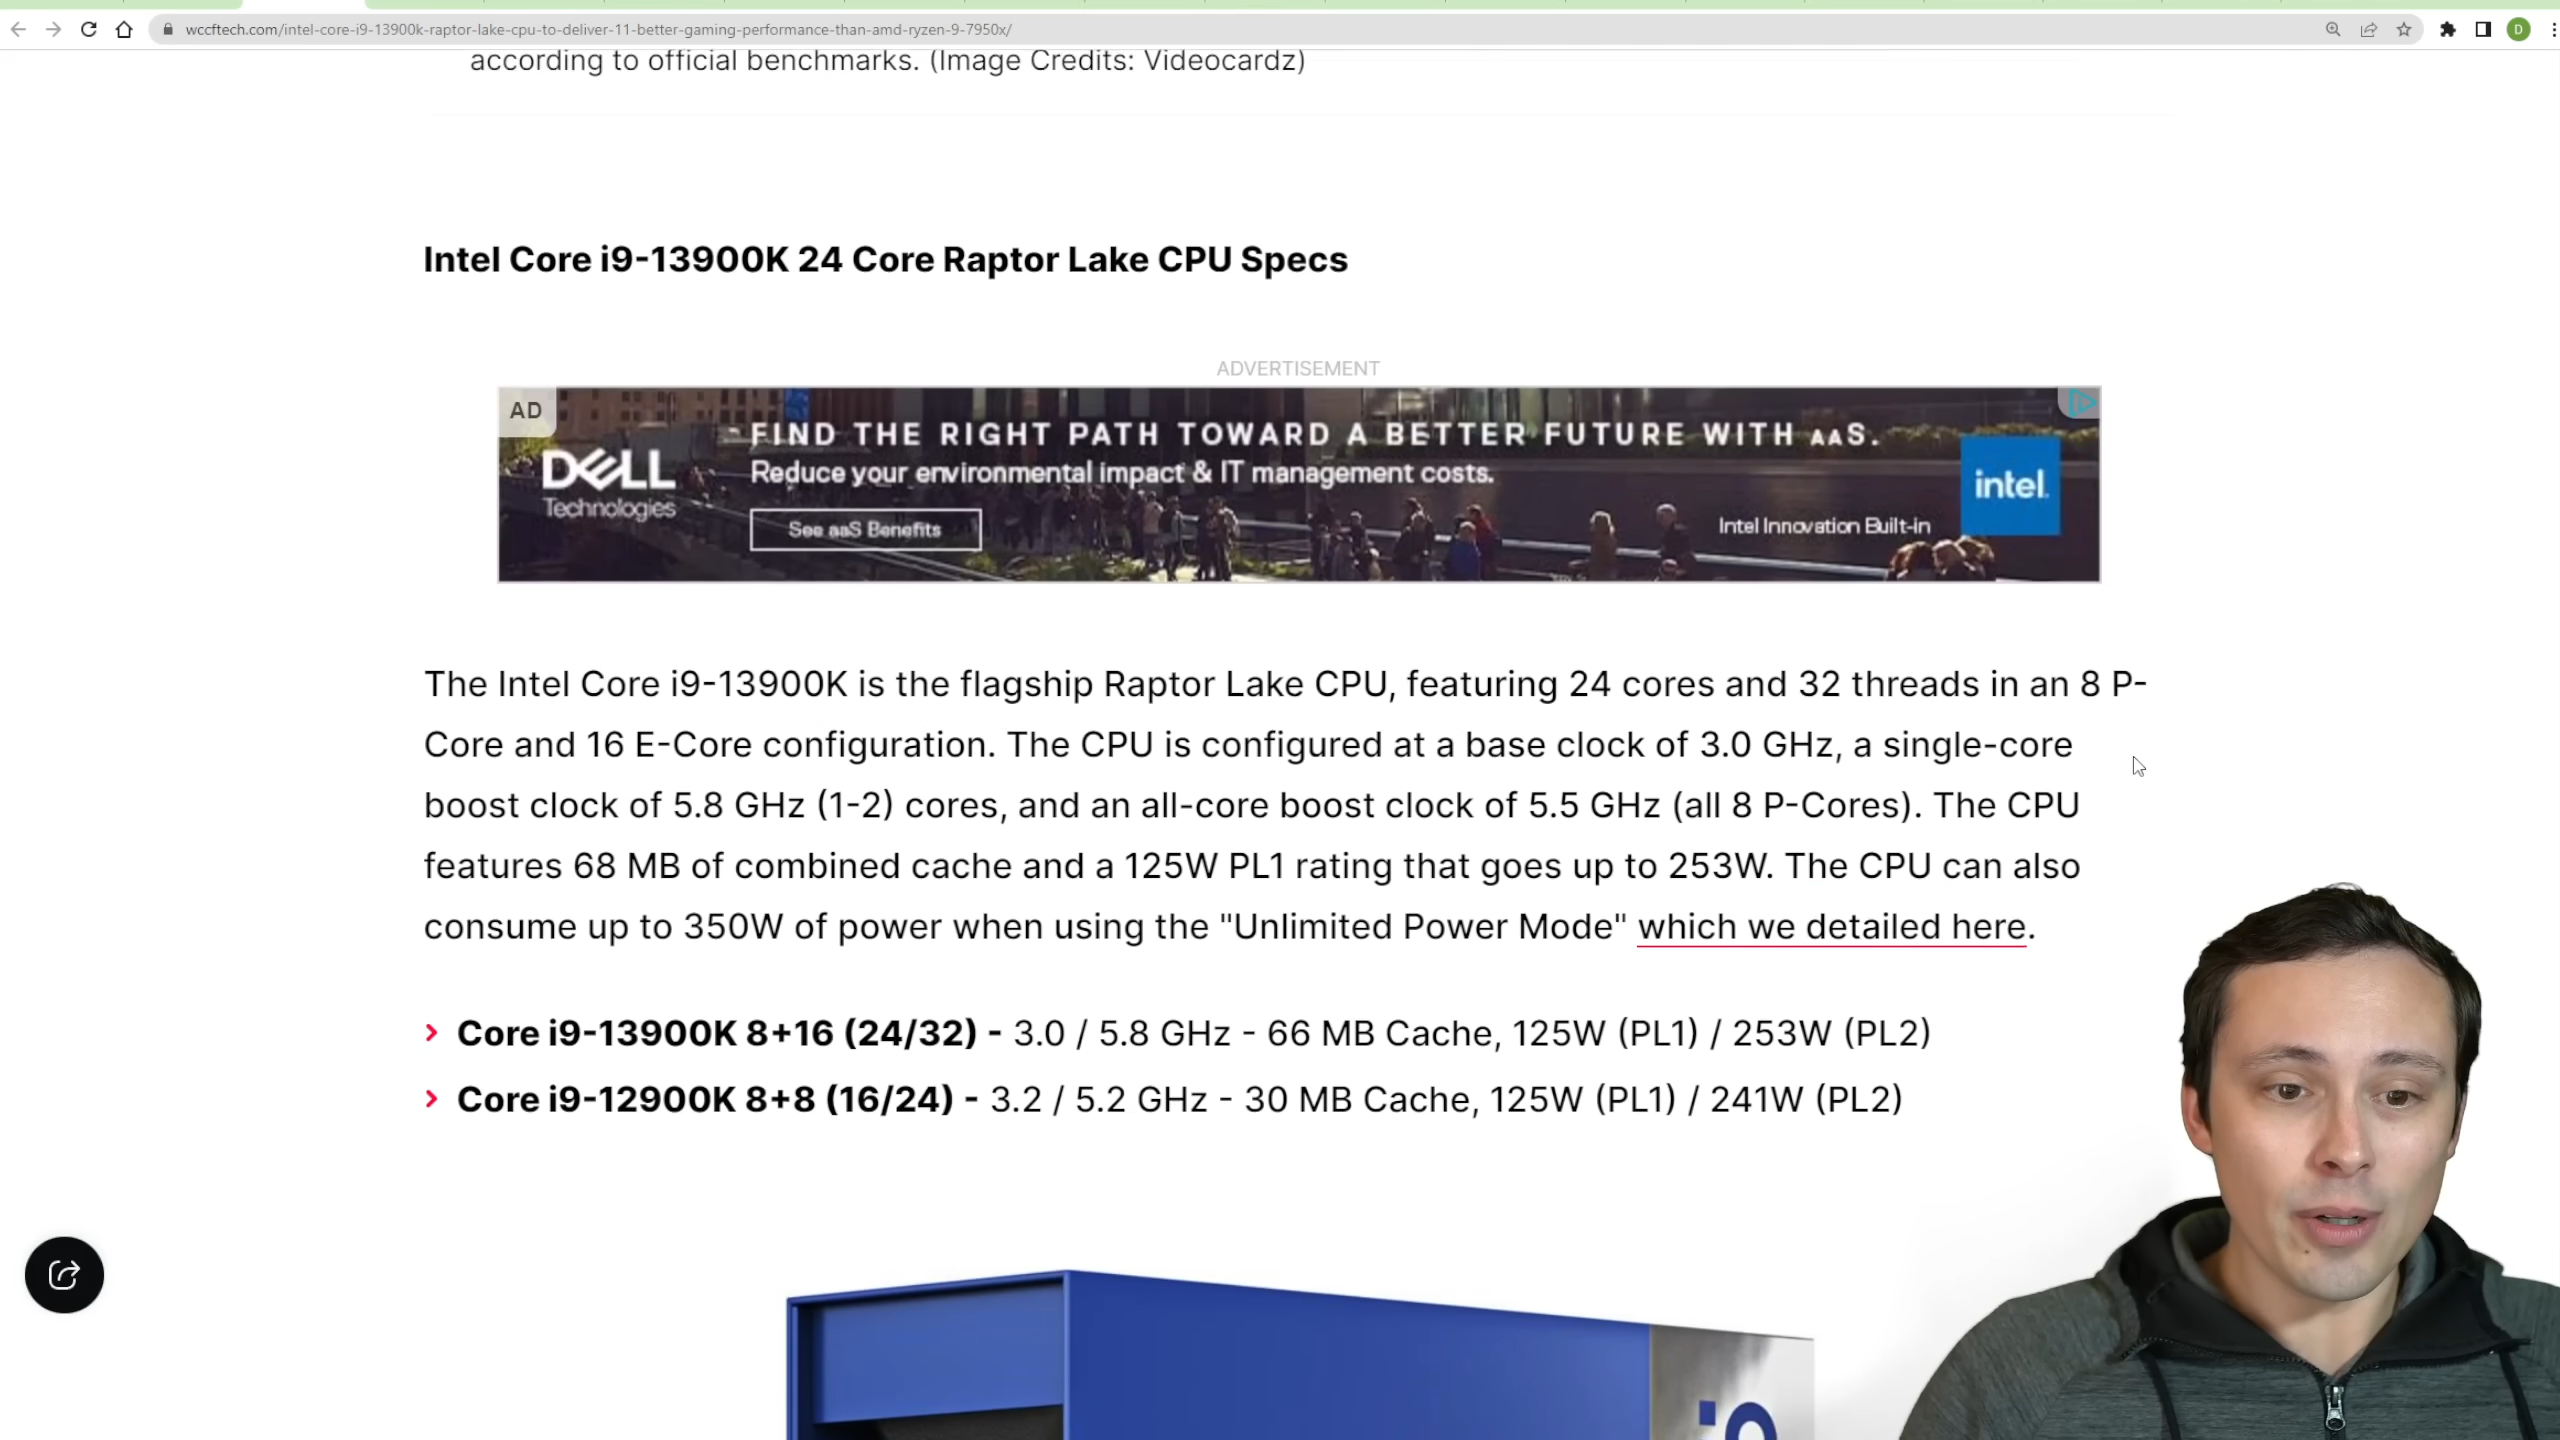 wccftech.com/intel-core-i9-13900k-raptor-lake-cpu-to-deliver-11-better-gaming-performance-than-amd-ryzen-9-7950x/
D
according to official benchmarks. (Image Credits: Videocardz)
Intel Core i9-13900K 24 Core Raptor Lake CPU Specs
ADVERTISEMENT
AD
DELL
Technologies
FIND THE RIGHT PATH TOWARD A BETTER FUTURE WITH AAS.
Reduce your environmental impact & IT management costs.
See aaS Benefits
Intel Innovation Built-in
intel.
The Intel Core i9-13900K is the flagship Raptor Lake CPU, featuring 24 cores and 32 threads in an 8 P-
Core and 16 E-Core configuration. The CPU is configured at a base clock of 3.0 GHz, a single-core
boost clock of 5.8 GHz (1-2) cores, and an all-core boost clock of 5.5 GHz (all 8 P-Cores). The CPU
features 68 MB of combined cache and a 125W PL1 rating that goes up to 253W. The CPU can also
consume up to 350W of power when using the "Unlimited Power Mode" which we detailed here.
Core i9-13900K 8+16 (24/32) - 3.0 / 5.8 GHz - 66 MB Cache, 125W (PL1) / 253W (PL2)
Core i9-12900K 8+8 (16/24) - 3.2 / 5.2 GHz - 30 MB Cache, 125W (PL1) / 241W (PL2)
i9